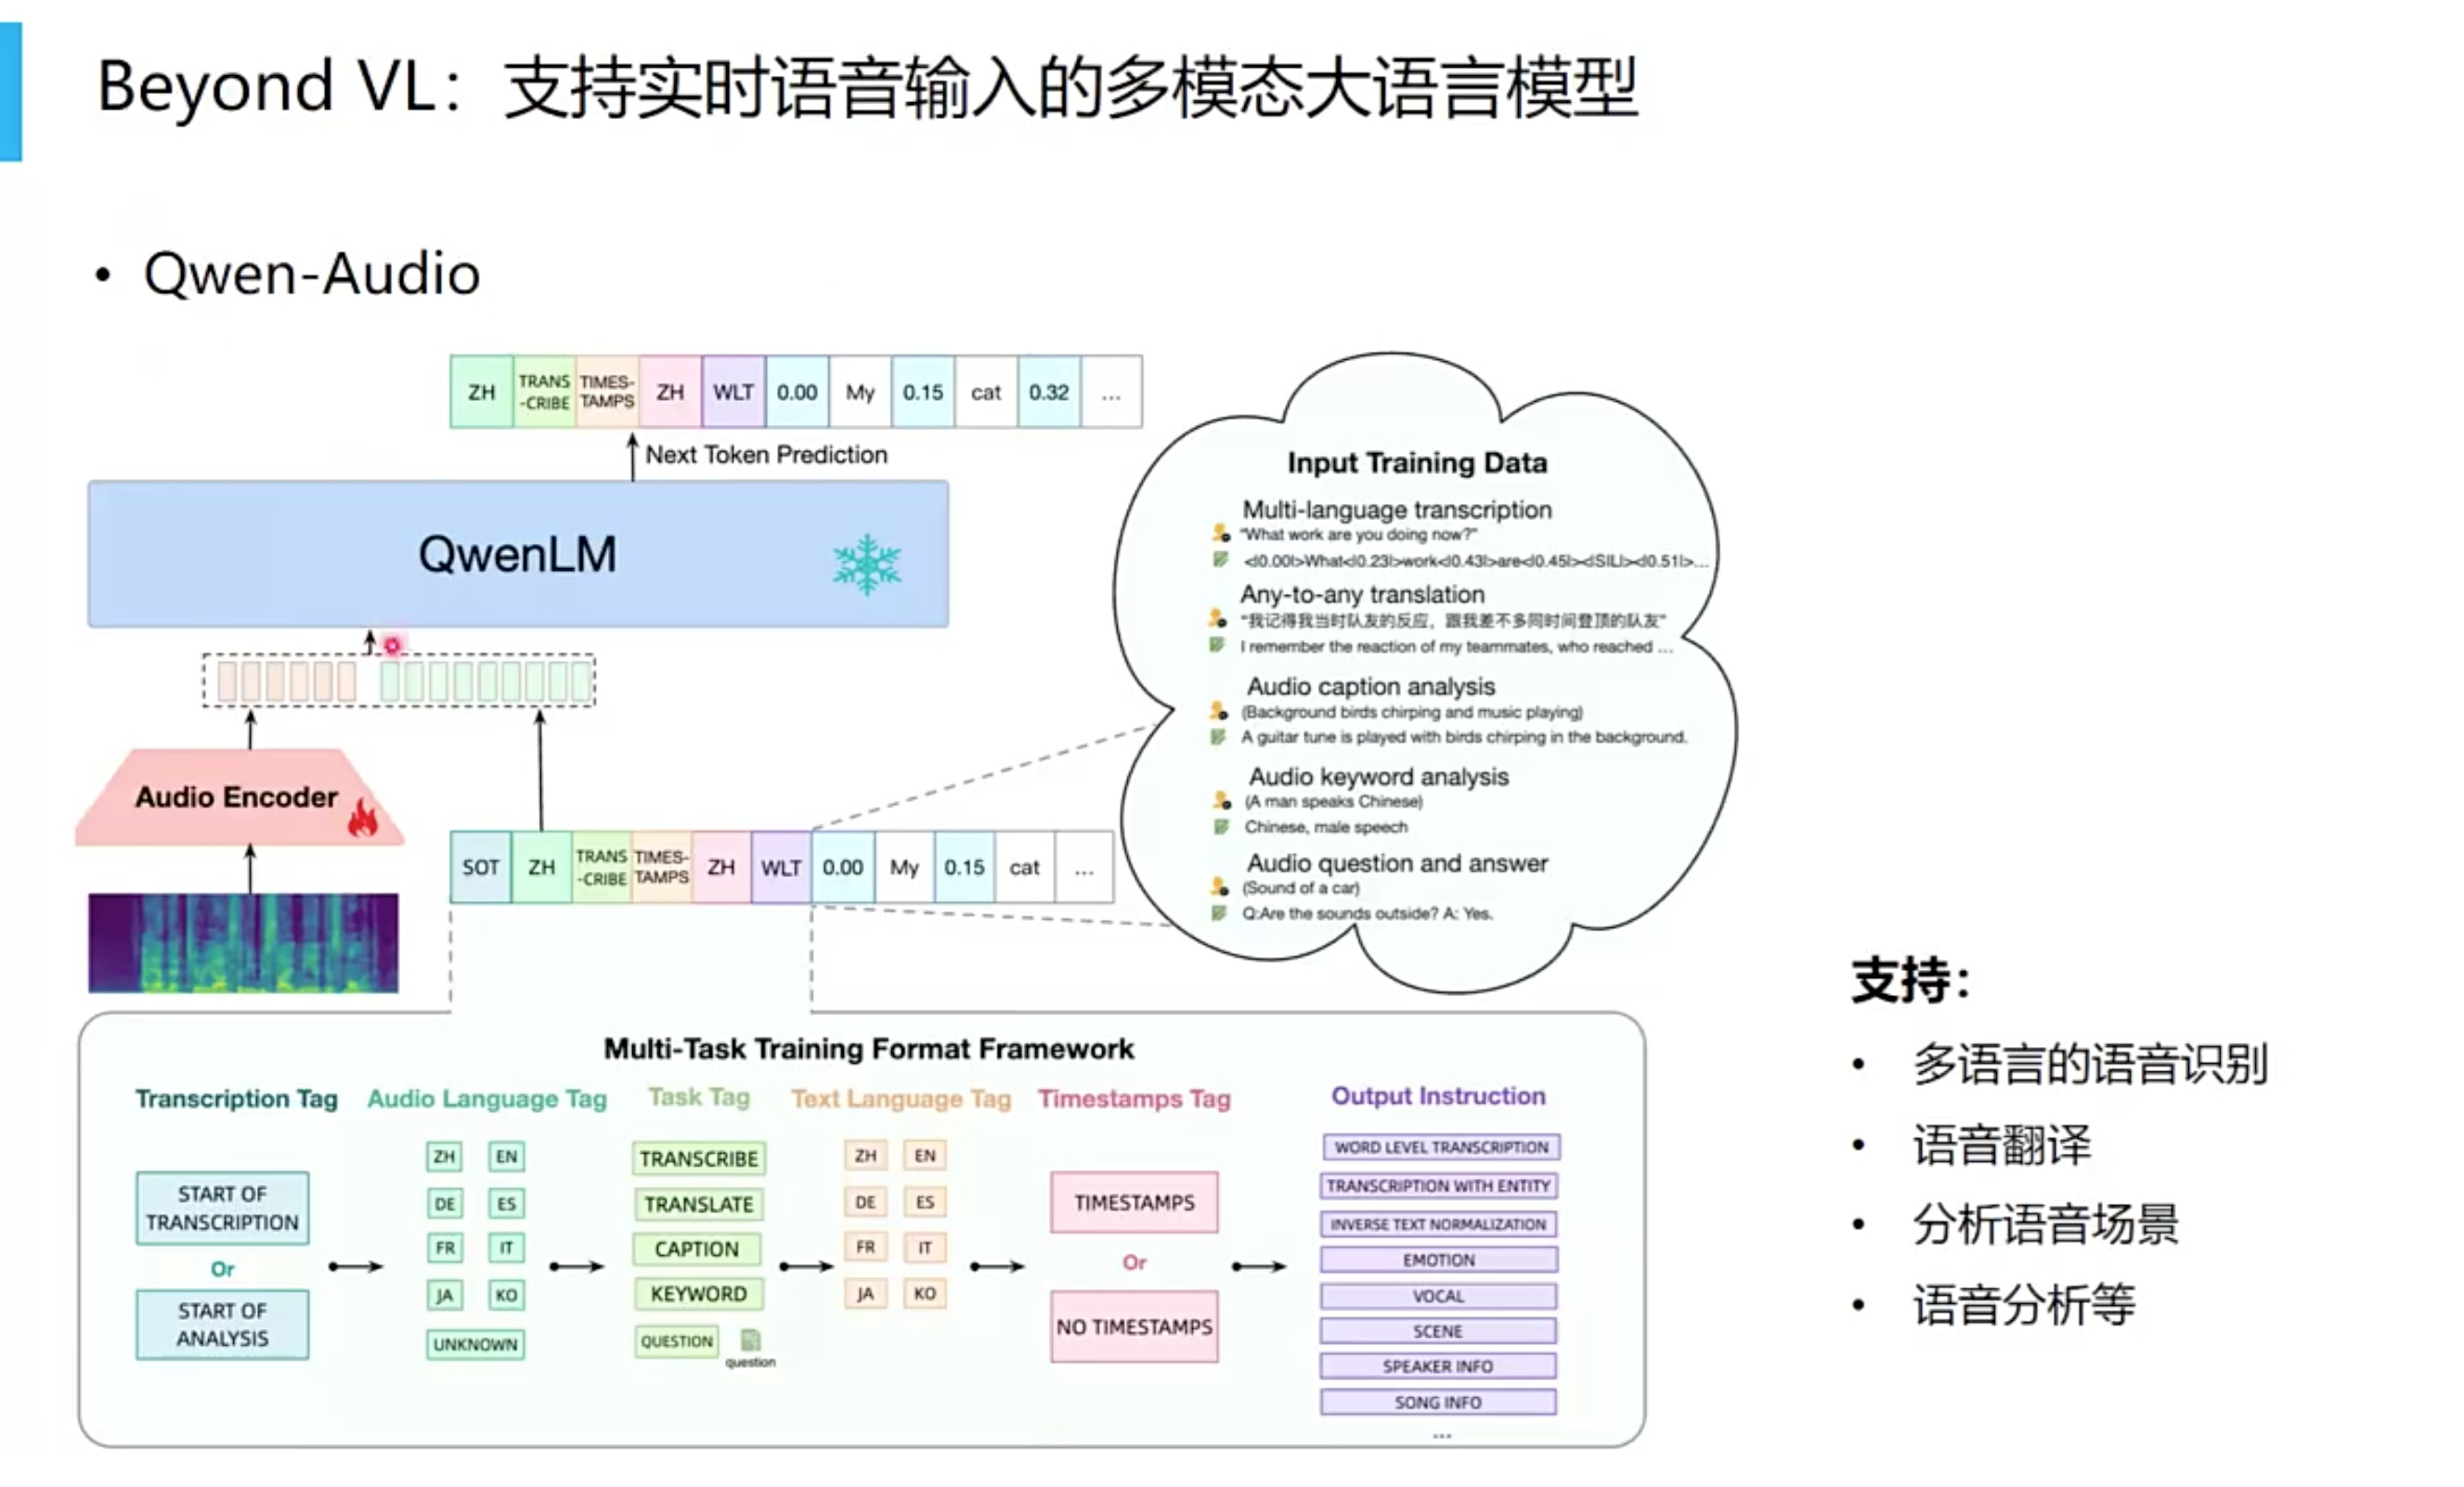 Beyond VL：支持实时语音输入的多模态大语言模型
• Qwen-Audio
ZH TRANS-CRIBE TIMES-TAMPS ZH WLT 0.00 My 0.15 cat 0.32 ...
Next Token Prediction
QwenLM
Audio Encoder
SOT ZH TRANS-CRIBE TIMES-TAMPS ZH WLT 0.00 My 0.15 cat ...
Input Training Data
Multi-language transcription
"What work are you doing now?"
<|0.00|>What<|0.23|>work<|0.43|>are<|0.45|><|SIL|><|0.51|>...
Any-to-any translation
"我记得我当时队友的反应，跟我差不多同时间登顶的队友"
I remember the reaction of my teammates, who reached ...
Audio caption analysis
(Background birds chirping and music playing)
A guitar tune is played with birds chirping in the background.
Audio keyword analysis
(A man speaks Chinese)
Chinese, male speech
Audio question and answer
(Sound of a car)
Q:Are the sounds outside? A: Yes.
Multi-Task Training Format Framework
Transcription Tag
START OF
TRANSCRIPTION
Or
START OF
ANALYSIS
Audio Language Tag
ZH EN
DE ES
FR IT
JA KO
UNKNOWN
Task Tag
TRANSCRIBE
TRANSLATE
CAPTION
KEYWORD
QUESTION
question
Text Language Tag
ZH EN
DE ES
FR IT
JA KO
Timestamps Tag
TIMESTAMPS
Or
NO TIMESTAMPS
Output Instruction
WORD LEVEL TRANSCRIPTION
TRANSCRIPTION WITH ENTITY
INVERSE TEXT NORMALIZATION
EMOTION
VOCAL
SCENE
SPEAKER INFO
SONG INFO
...
支持：
• 多语言的语音识别
• 语音翻译
• 分析语音场景
• 语音分析等